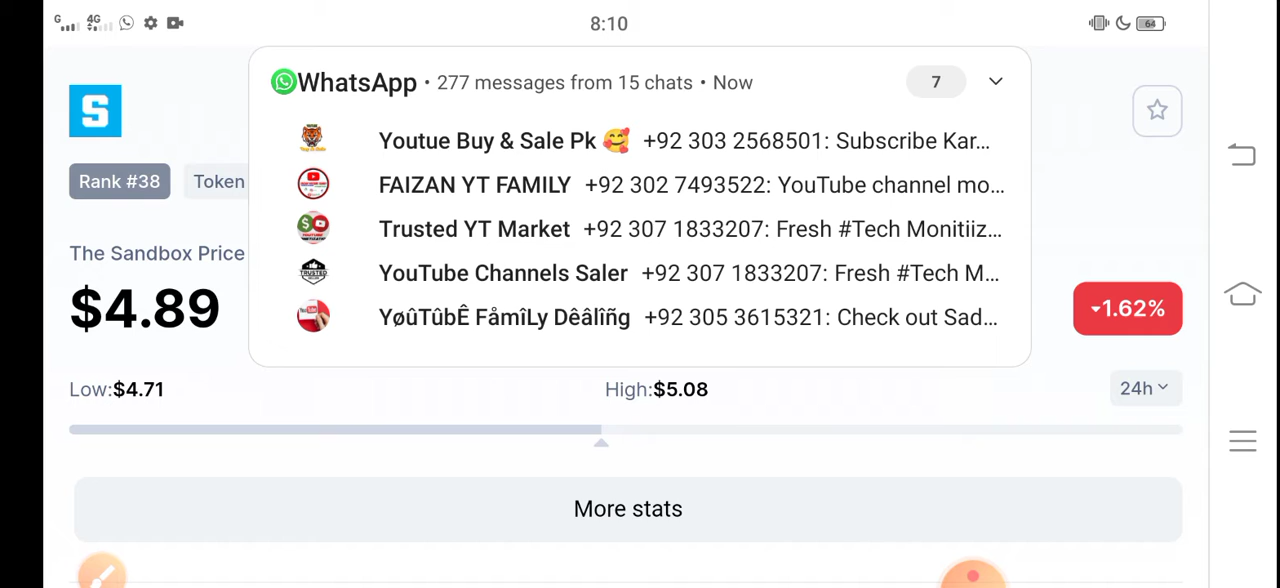 G 4G 8:10 64
WhatsApp • 277 messages from 15 chats • Now 7
S
Youtue Buy & Sale Pk 🥰 +92 303 2568501: Subscribe Kar...
Rank #38 Token
FAIZAN YT FAMILY +92 302 7493522: YouTube channel mo...
Trusted YT Market +92 307 1833207: Fresh #Tech Monitiiz...
The Sandbox Price
YouTube Channels Saler +92 307 1833207: Fresh #Tech M...
$4.89
1.62%
YøûTûbÊ FåmîLy Dêâlîñg +92 305 3615321: Check out Sad...
Low:$4.71 High:$5.08 24h
More stats